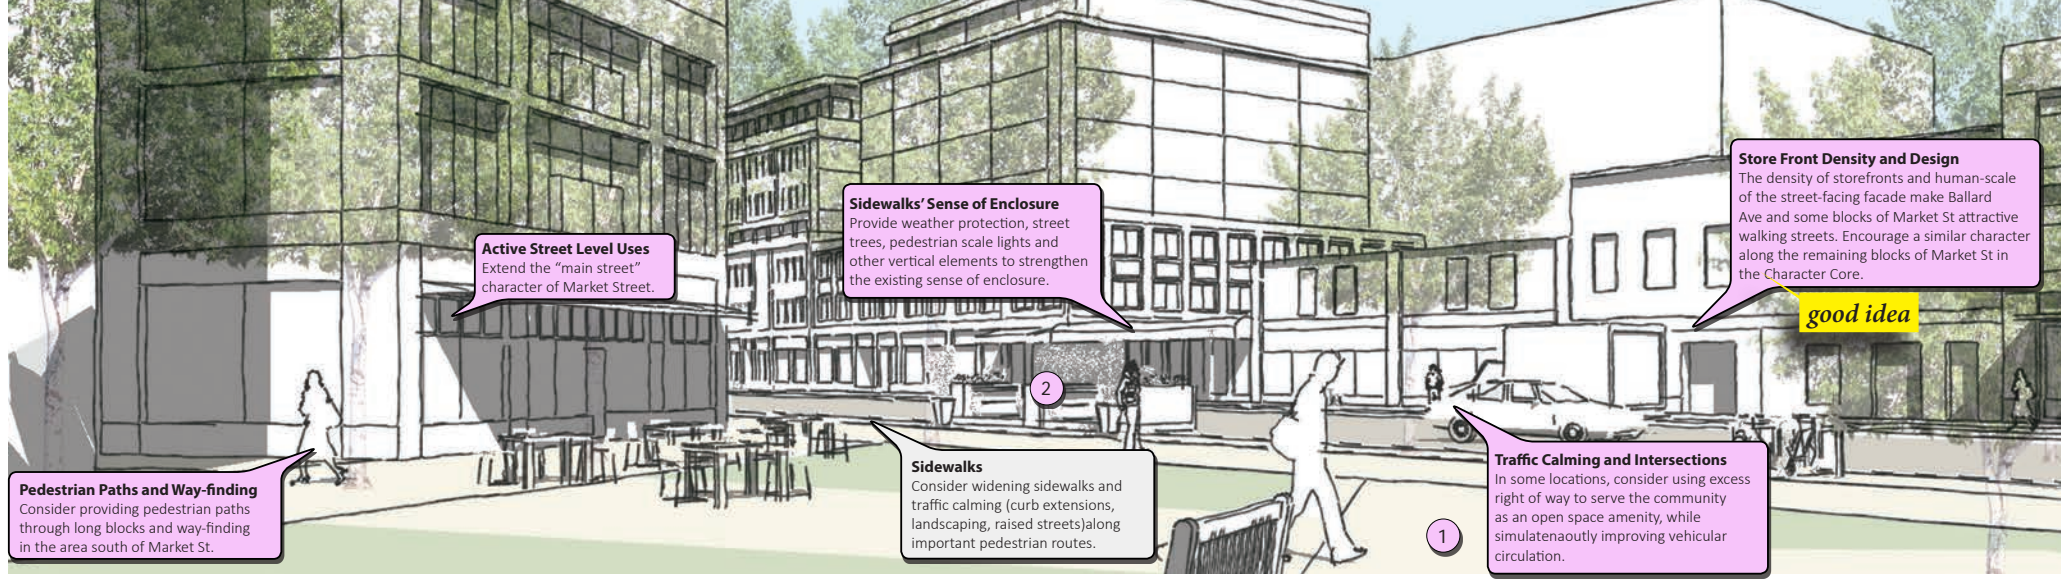 Store Front Density and Design
The density of storefronts and human-scale
of the street-facing facade make Ballard
Ave and some blocks of Market St attractive
walking streets. Encourage a similar character
along the remaining blocks of Market St in
the Character Core.
good idea
Sidewalks’ Sense of Enclosure
Provide weather protection, street
trees, pedestrian scale lights and
other vertical elements to strengthen
the existing sense of enclosure.
Active Street Level Uses
Extend the “main street”
character of Market Street.
2
Pedestrian Paths and Way-finding
Consider providing pedestrian paths
through long blocks and way-finding
in the area south of Market St.
Sidewalks
Consider widening sidewalks and
traffic calming (curb extensions,
landscaping, raised streets)along
important pedestrian routes.
1
Traffic Calming and Intersections
In some locations, consider using excess
right of way to serve the community
as an open space amenity, while
simulatenaoutly improving vehicular
circulation.